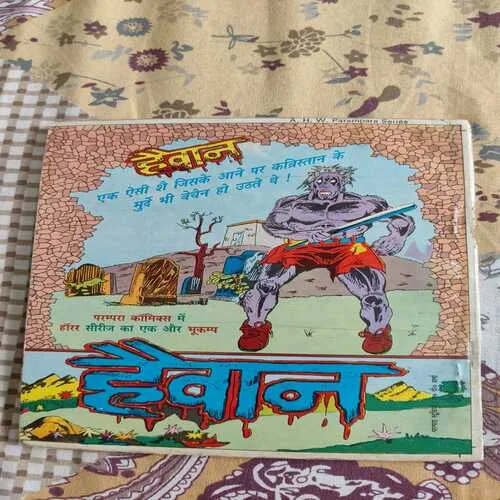 A. H. W. Parampara Series
हैवान
एक ऐसी शै जिसके आने पर कब्रिस्तान के
मुर्दे भी बेचैन हो उठते थे !
परम्परा कॉमिक्स में
हॉरर सीरीज का एक और भूकम्प
हैवान